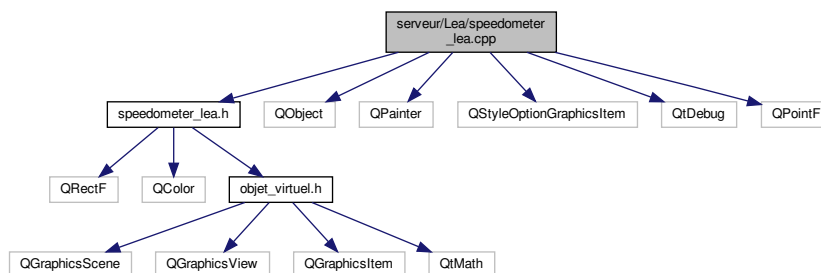 serveur/Lea/speedometer
_lea.cpp
speedometer_lea.h
QObject
QPainter
QStyleOptionGraphicsItem
QtDebug
QPointF
QRectF
QColor
objet_virtuel.h
QGraphicsScene
QGraphicsView
QGraphicsItem
QtMath